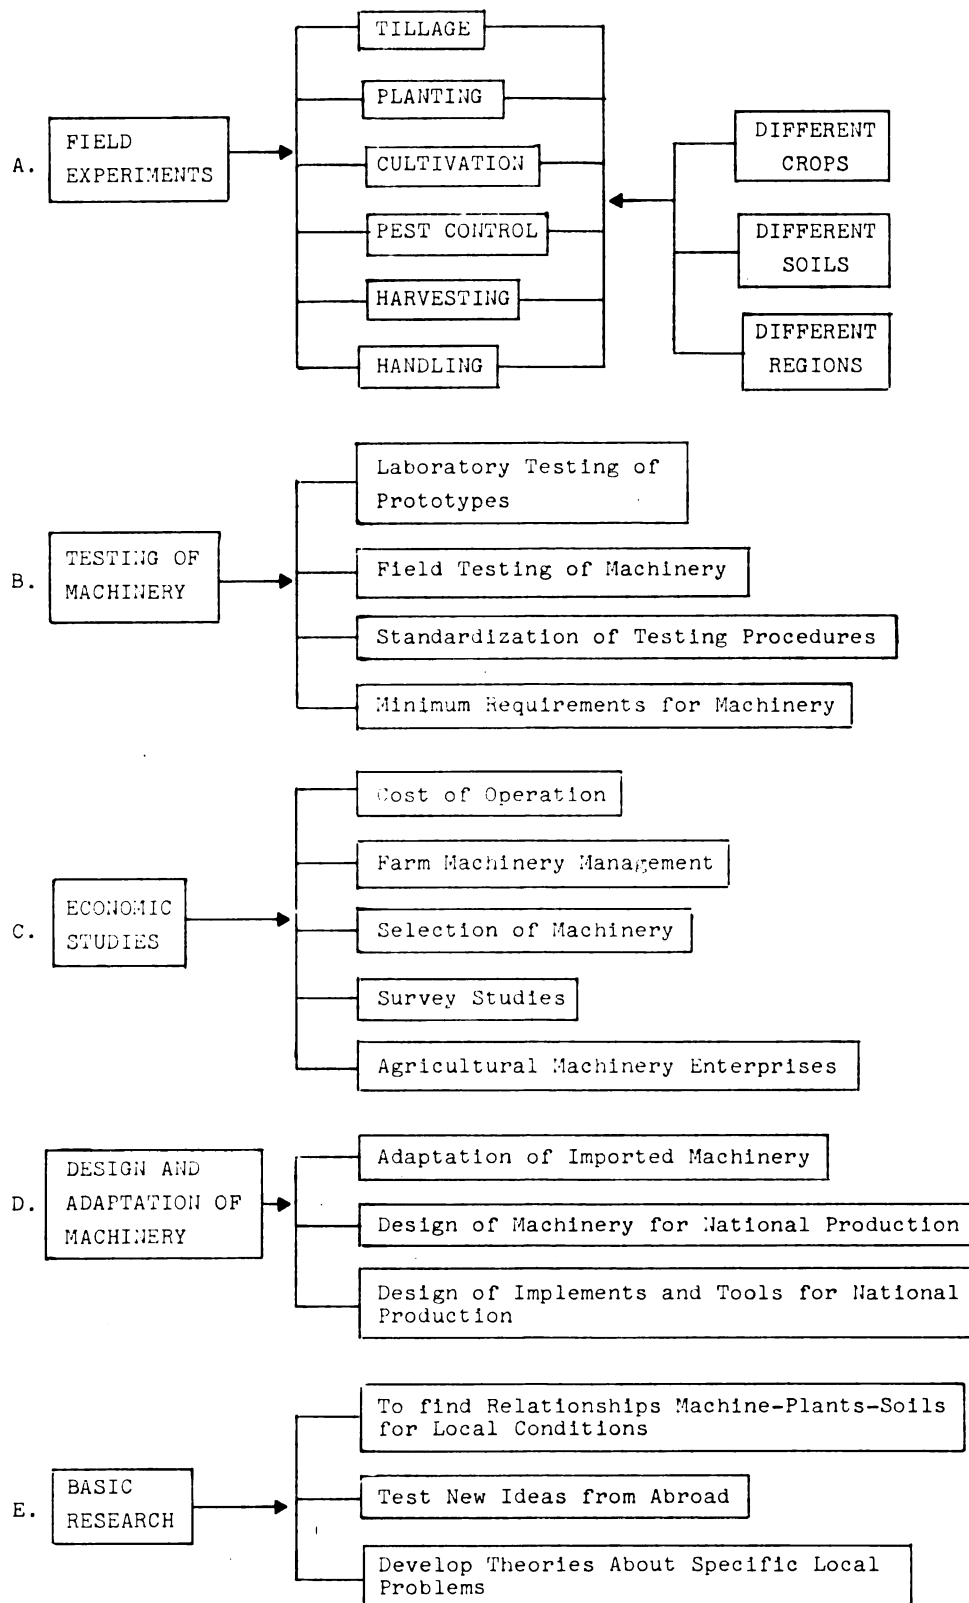 A.
FIELD
EXPERIMENTS
TILLAGE
PLANTING
CULTIVATION
PEST CONTROL
HARVESTING
HANDLING
DIFFERENT
CROPS
DIFFERENT
SOILS
DIFFERENT
REGIONS
B.
TESTING OF
MACHINERY
Laboratory Testing of
Prototypes
Field Testing of Machinery
Standardization of Testing Procedures
Minimum Requirements for Machinery
C.
ECONOMIC
STUDIES
Cost of Operation
Farm Machinery Management
Selection of Machinery
Survey Studies
Agricultural Machinery Enterprises
D.
DESIGN AND
ADAPTATION OF
MACHINERY
Adaptation of Imported Machinery
Design of Machinery for National Production
Design of Implements and Tools for National
Production
E.
BASIC
RESEARCH
To find Relationships Machine-Plants-Soils
for Local Conditions
Test New Ideas from Abroad
Develop Theories About Specific Local
Problems